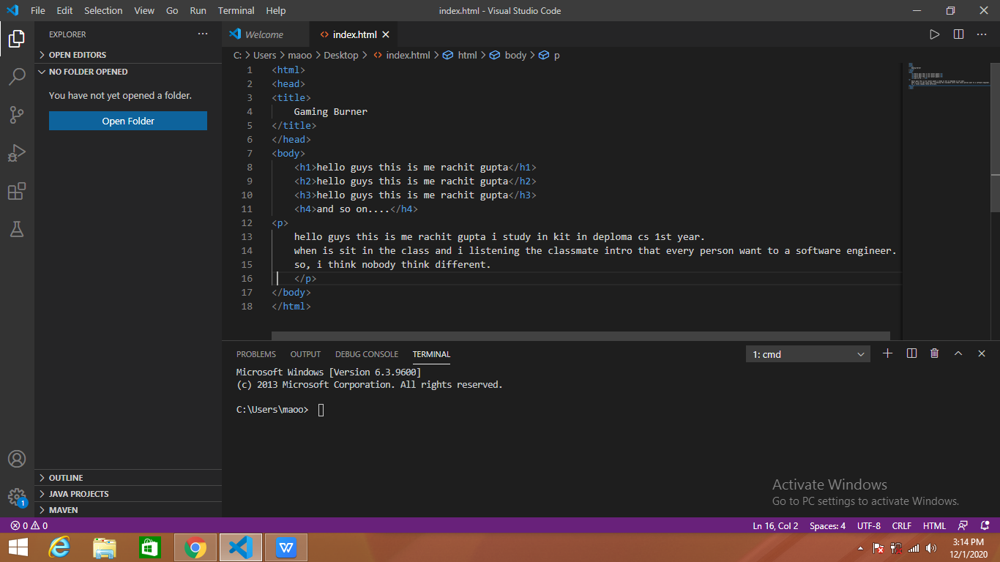 File Edit Selection View Go Run Terminal Help index.html - Visual Studio Code
EXPLORER
OPEN EDITORS
NO FOLDER OPENED
You have not yet opened a folder.
Open Folder
OUTLINE
JAVA PROJECTS
MAVEN
1
Welcome index.html
C: > Users > maoo > Desktop > index.html > html > body > p
1 <html>
2 <head>
3 <title>
4 Gaming Burner
5 </title>
6 </head>
7 <body>
8 <h1>hello guys this is me rachit gupta</h1>
9 <h2>hello guys this is me rachit gupta</h2>
10 <h3>hello guys this is me rachit gupta</h3>
11 <h4>and so on....</h4>
12 <p>
13 hello guys this is me rachit gupta i study in kit in deploma cs 1st year.
14 when is sit in the class and i listening the classmate intro that every person want to a software engineer.
15 so, i think nobody think different.
16 </p>
17 </body>
18 </html>
PROBLEMS OUTPUT DEBUG CONSOLE TERMINAL 1: cmd
Microsoft Windows [Version 6.3.9600]
(c) 2013 Microsoft Corporation. All rights reserved.
C:\Users\maoo>
Activate Windows
Go to PC settings to activate Windows.
0 0 Ln 16, Col 2 Spaces: 4 UTF-8 CRLF HTML
3:14 PM
12/1/2020